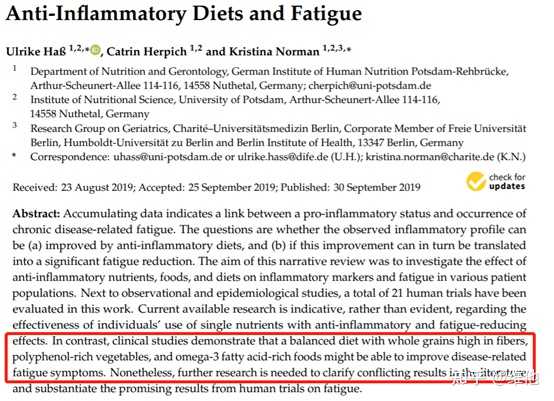 Anti-Inflammatory Diets and Fatigue
Ulrike Haß 1,2,*, Catrin Herpich 1,2 and Kristina Norman 1,2,3,*
1 Department of Nutrition and Gerontology, German Institute of Human Nutrition Potsdam-Rehbrücke,
Arthur-Scheunert-Allee 114-116, 14558 Nuthetal, Germany; cherpich@uni-potsdam.de
2 Institute of Nutritional Science, University of Potsdam, Arthur-Scheunert-Allee 114-116,
14558 Nuthetal, Germany
3 Research Group on Geriatrics, Charité–Universitätsmedizin Berlin, Corporate Member of Freie Universität
Berlin, Humboldt-Universität zu Berlin and Berlin Institute of Health, 13347 Berlin, Germany
* Correspondence: uhass@uni-potsdam.de or ulrike.hass@dife.de (U.H.); kristina.norman@charite.de (K.N.)
Received: 23 August 2019; Accepted: 25 September 2019; Published: 30 September 2019
check for
updates
Abstract: Accumulating data indicates a link between a pro-inflammatory status and occurrence of
chronic disease-related fatigue. The questions are whether the observed inflammatory profile can
be (a) improved by anti-inflammatory diets, and (b) if this improvement can in turn be translated
into a significant fatigue reduction. The aim of this narrative review was to investigate the effect of
anti-inflammatory nutrients, foods, and diets on inflammatory markers and fatigue in various patient
populations. Next to observational and epidemiological studies, a total of 21 human trials have been
evaluated in this work. Current available research is indicative, rather than evident, regarding the
effectiveness of individuals' use of single nutrients with anti-inflammatory and fatigue-reducing
effects. In contrast, clinical studies demonstrate that a balanced diet with whole grains high in fibers,
polyphenol-rich vegetables, and omega-3 fatty acid-rich foods might be able to improve disease-related
fatigue symptoms. Nonetheless, further research is needed to clarify conflicting results in the literature
and substantiate the promising results from human trials on fatigue.
知乎